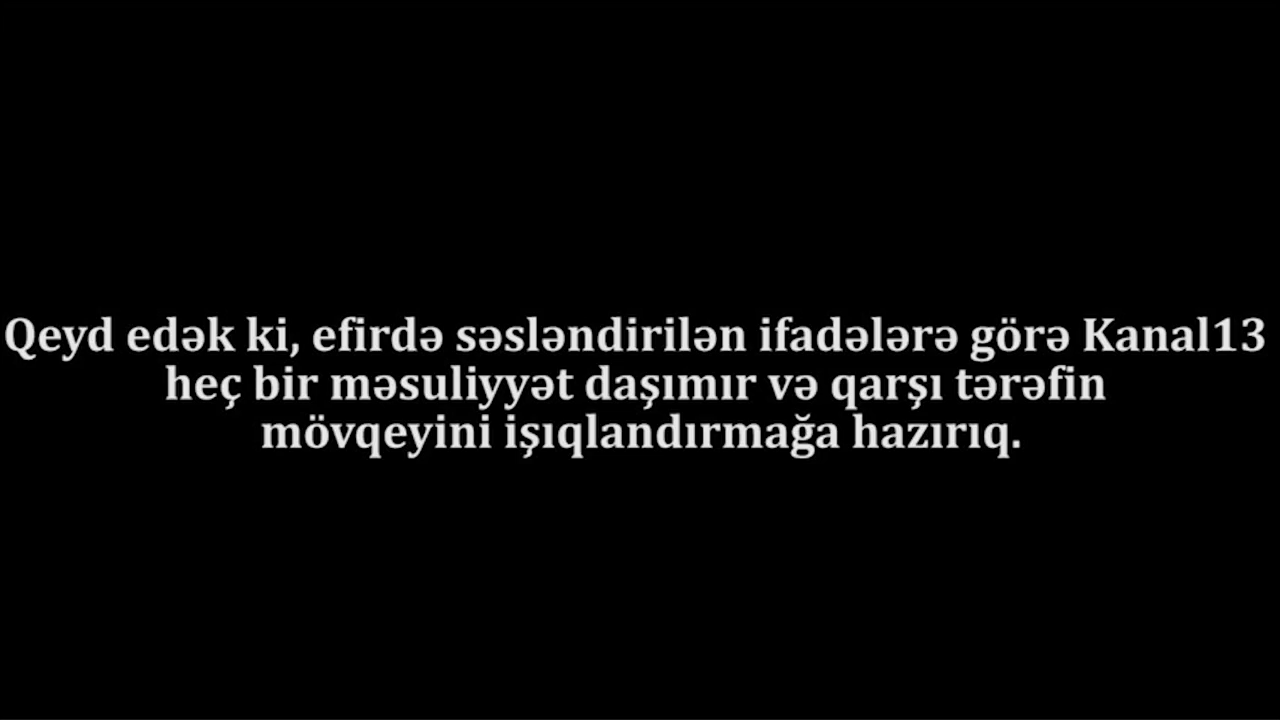 Qeyd edək ki, efirdə səsləndirilən ifadələrə görə Kanal13
heç bir məsuliyyət daşımır və qarşı tərəfin
mövqeyini işıqlandırmağa hazırıq.